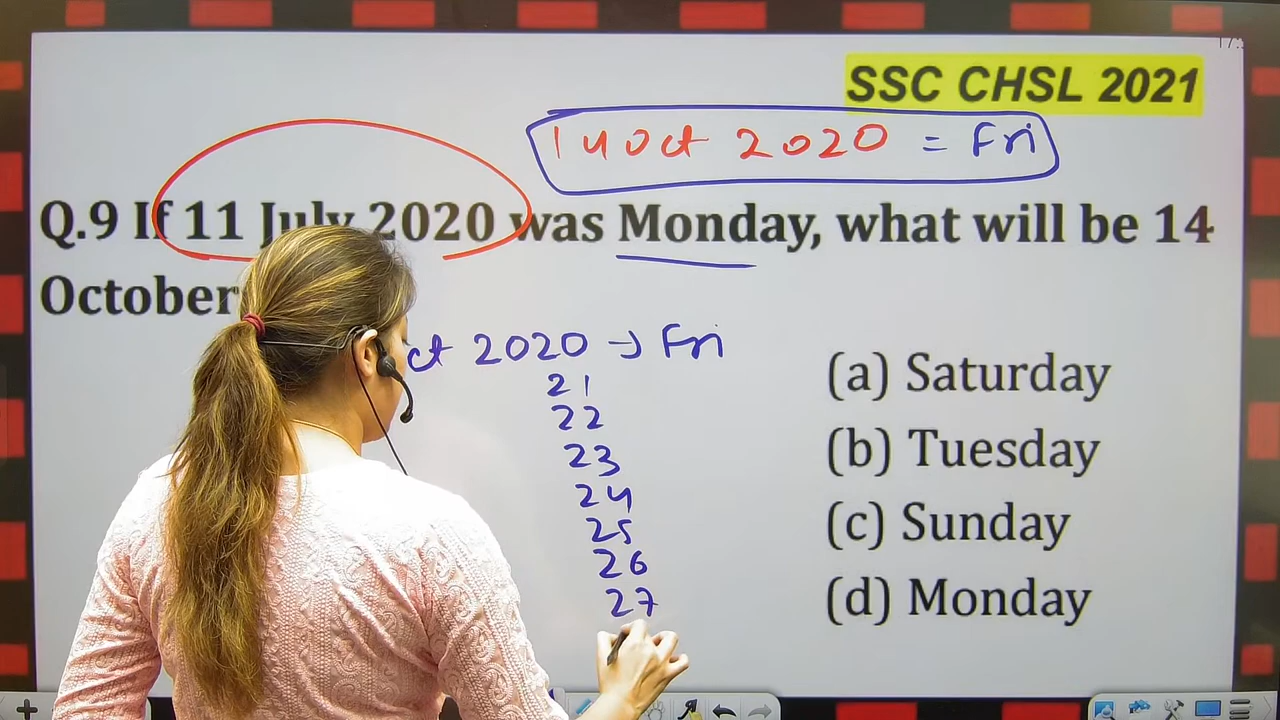 SSC CHSL 2021
14 Oct 2020 = Fri
Q.9 If 11 July 2020 was Monday, what will be 14
October
ct 2020 → Fri
21
22
23
24
25
26
27
(a) Saturday
(b) Tuesday
(c) Sunday
(d) Monday